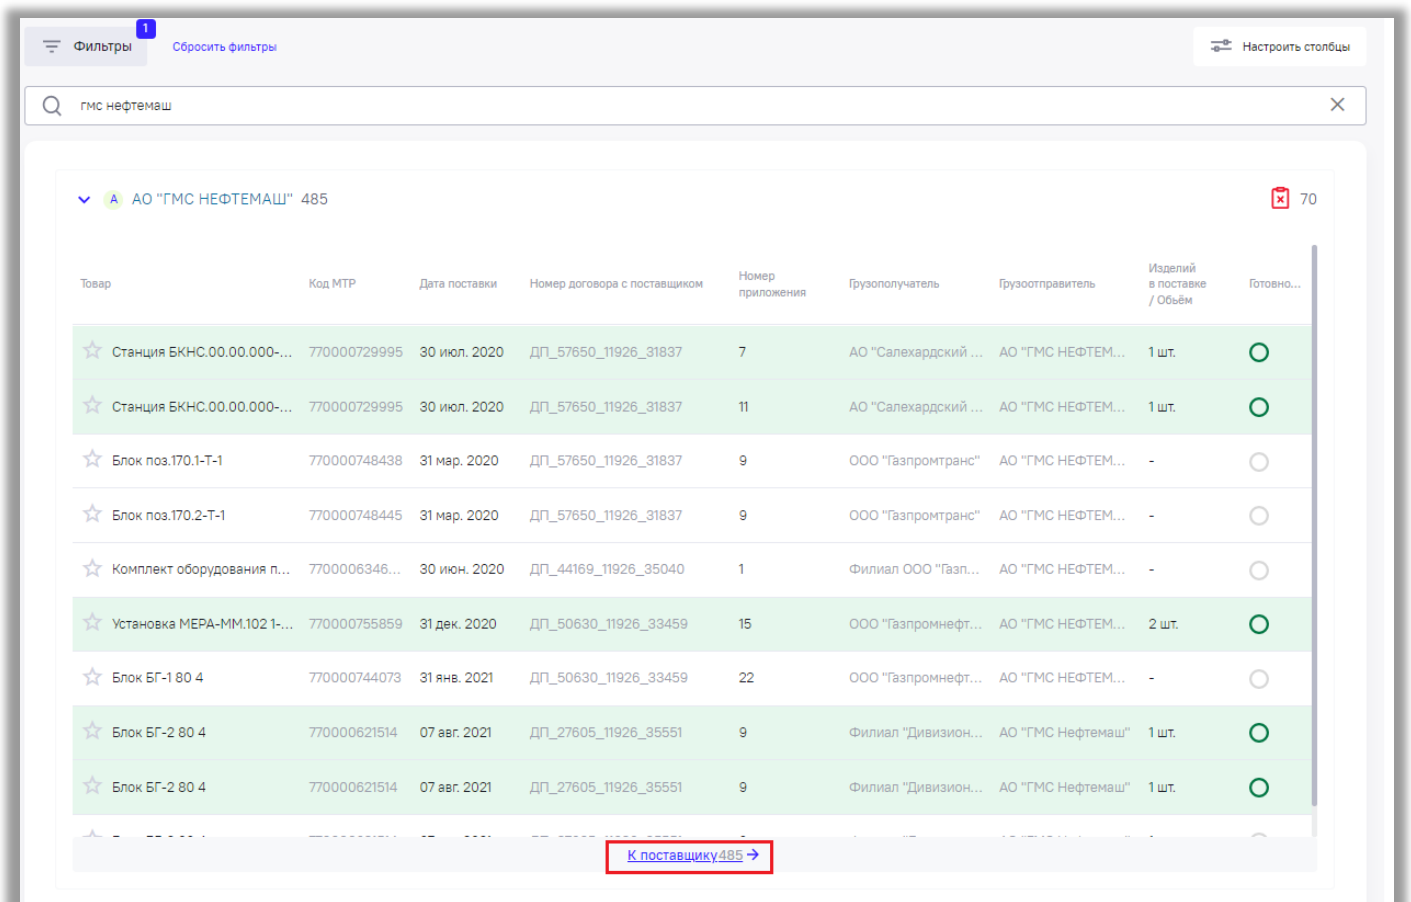 1
Фильтры Сбросить фильтры Настроить столбцы
гмс нефтемаш
А АО "ГМС НЕФТЕМАШ" 485 70
Товар Код МТР Дата поставки Номер договора с поставщиком Номер приложения Грузополучатель Грузоотправитель Изделий в поставке / Объём Готовно...
Станция БКНС.00.00.000-... 770000729995 30 июл. 2020 ДП_57650_11926_31837 7 АО "Салехардский ... АО "ГМС НЕФТЕМ... 1 шт.
Станция БКНС.00.00.000-... 770000729995 30 июл. 2020 ДП_57650_11926_31837 11 АО "Салехардский ... АО "ГМС НЕФТЕМ... 1 шт.
Блок поз.170.1-Т-1 770000748438 31 мар. 2020 ДП_57650_11926_31837 9 ООО "Газпромтранс" АО "ГМС НЕФТЕМ... -
Блок поз.170.2-Т-1 770000748445 31 мар. 2020 ДП_57650_11926_31837 9 ООО "Газпромтранс" АО "ГМС НЕФТЕМ... -
Комплект оборудования п... 7700006346... 30 июн. 2020 ДП_44169_11926_35040 1 Филиал ООО "Газп... АО "ГМС НЕФТЕМ... -
Установка МЕРА-ММ.102 1-... 770000755859 31 дек. 2020 ДП_50630_11926_33459 15 ООО "Газпромнефт... АО "ГМС НЕФТЕМ... 2 шт.
Блок БГ-1 80 4 770000744073 31 янв. 2021 ДП_50630_11926_33459 22 ООО "Газпромнефт... АО "ГМС НЕФТЕМ... -
Блок БГ-2 80 4 770000621514 07 авг. 2021 ДП_27605_11926_35551 9 Филиал "Дивизион... АО "ГМС Нефтемаш" 1 шт.
Блок БГ-2 80 4 770000621514 07 авг. 2021 ДП_27605_11926_35551 9 Филиал "Дивизион... АО "ГМС Нефтемаш" 1 шт.
К поставщику 485 →